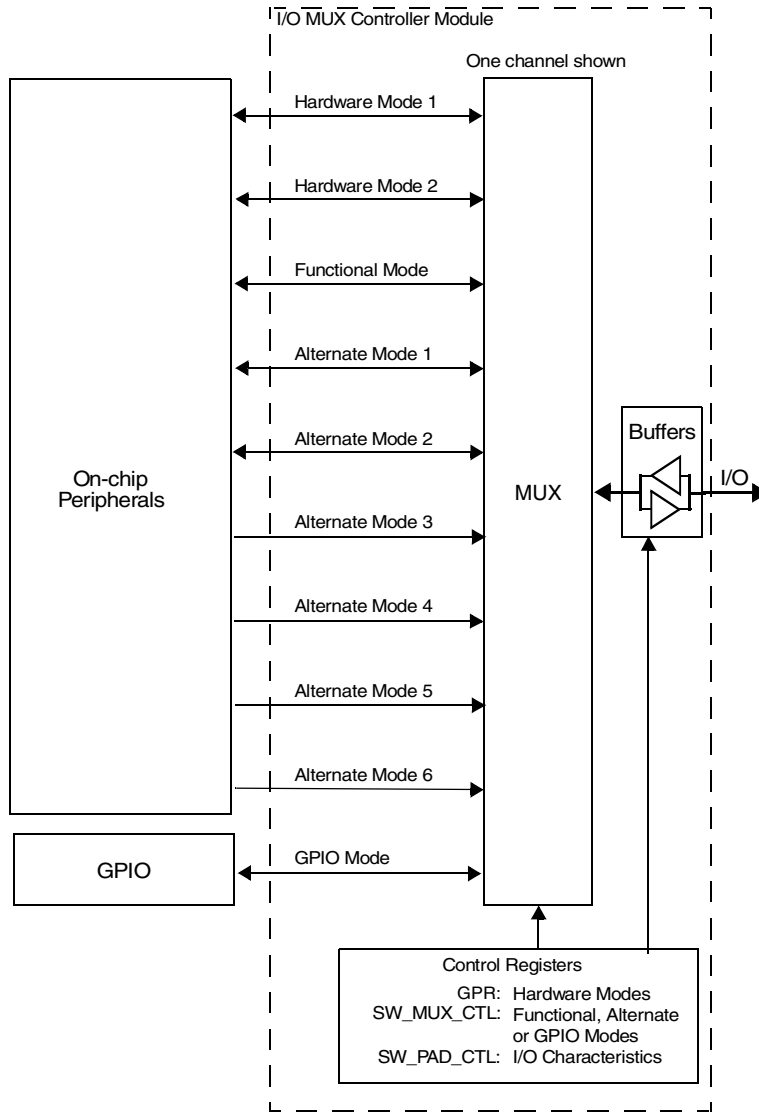 I/O MUX Controller Module
One channel shown
Hardware Mode 1
Hardware Mode 2
Functional Mode
Alternate Mode 1
Alternate Mode 2
Alternate Mode 3
Alternate Mode 4
Alternate Mode 5
Alternate Mode 6
GPIO Mode
On-chip
Peripherals
GPIO
MUX
Buffers
I/O
Control Registers
GPR: Hardware Modes
SW_MUX_CTL: Functional, Alternate
or GPIO Modes
SW_PAD_CTL: I/O Characteristics